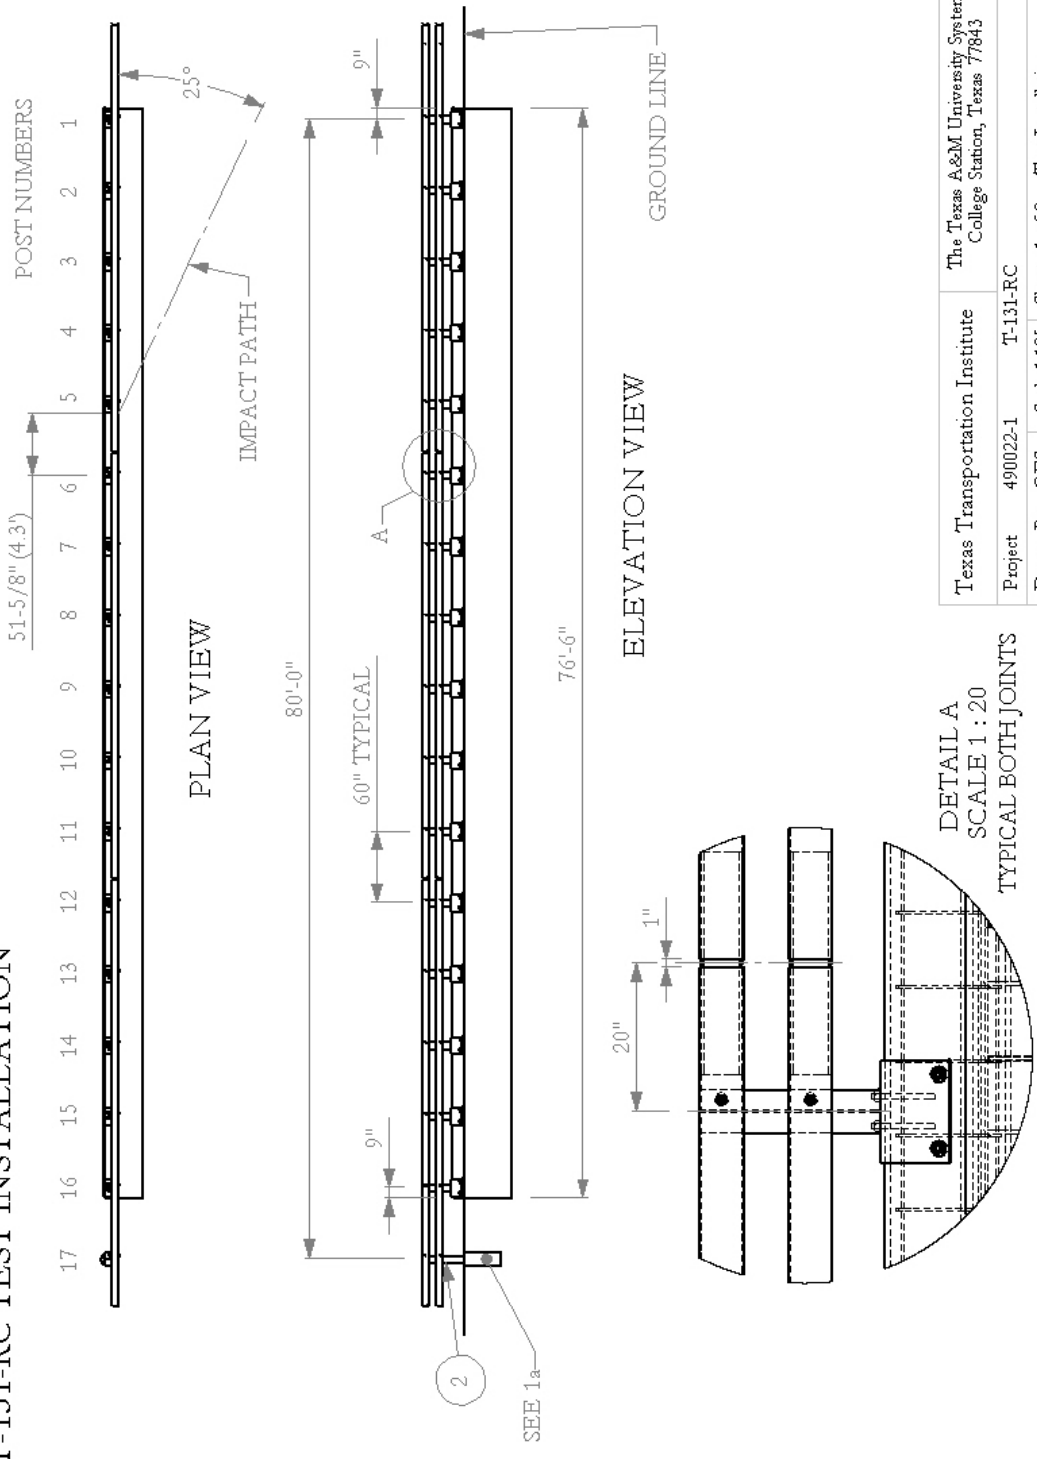 T-131-RC TEST INSTALLATION
POST NUMBERS
17 16 15 14 13 12 11 10 9 8 7 6 5 4 3 2 1
51-5/8" (4.3')
25°
IMPACT PATH
PLAN VIEW
80'-0"
9"
60" TYPICAL
9"
A
2
SEE 1a
GROUND LINE
76'-6"
ELEVATION VIEW
20"
1"
DETAIL A
SCALE 1 : 20
TYPICAL BOTH JOINTS
Texas Transportation Institute
The Texas A&M University System
College Station, Texas 77843
Project 490022-1 T-131-RC